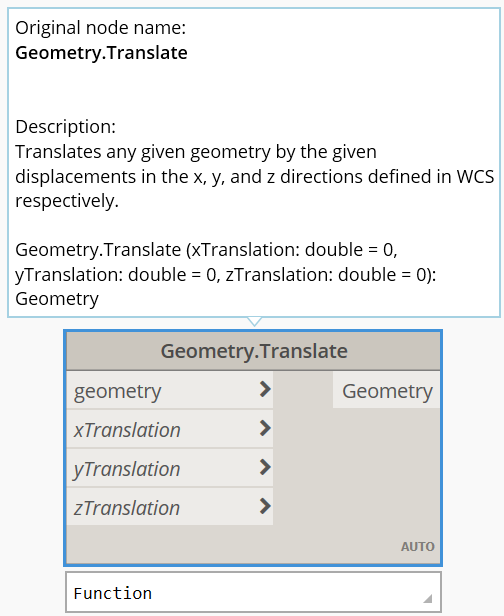 Original node name:
Geometry.Translate
Description:
Translates any given geometry by the given
displacements in the x, y, and z directions defined in WCS
respectively.
Geometry.Translate (xTranslation: double = 0,
yTranslation: double = 0, zTranslation: double = 0):
Geometry
Geometry.Translate
geometry
Geometry
xTranslation
yTranslation
zTranslation
AUTO
Function